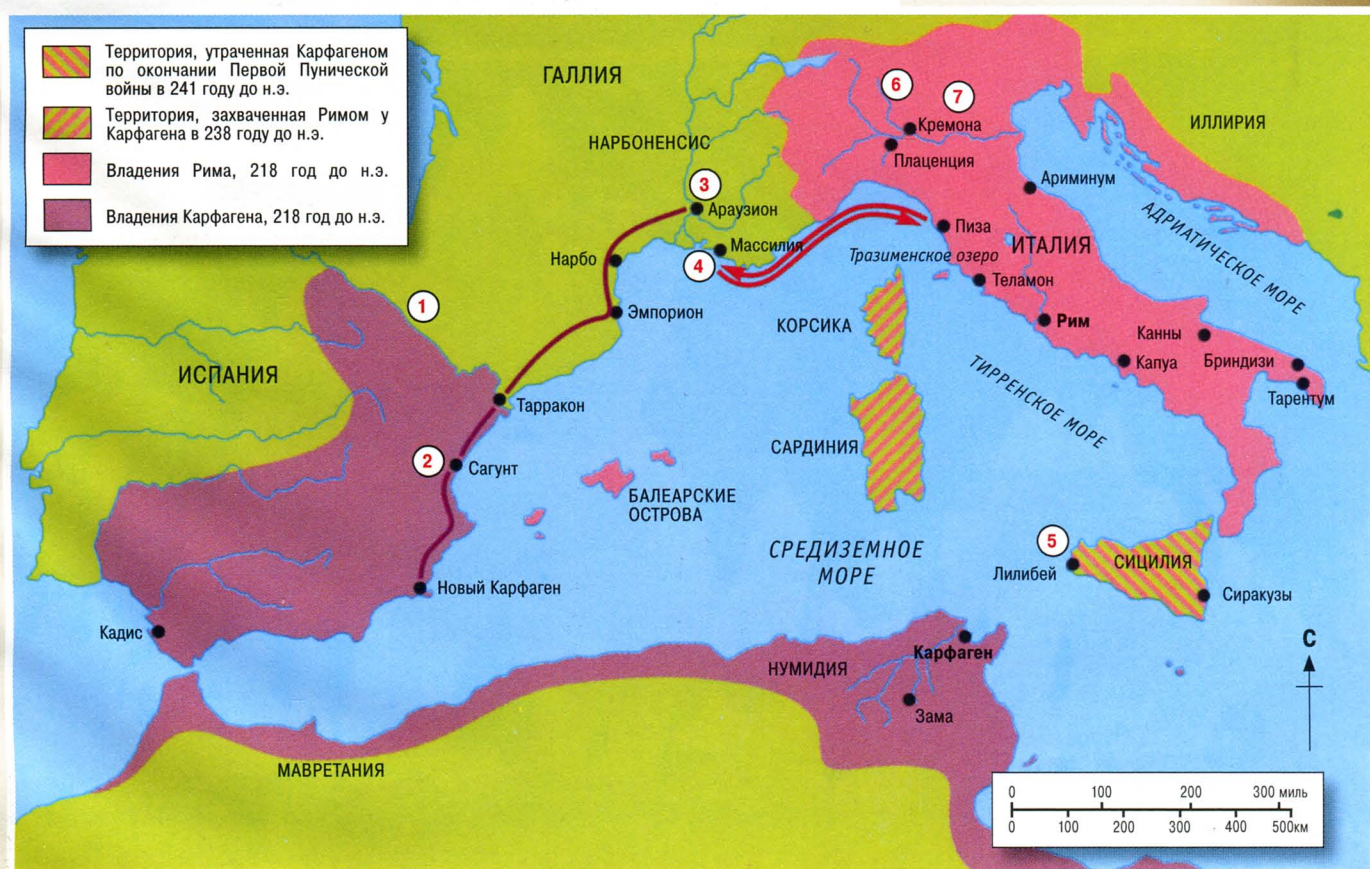 Территория, утраченная Карфагеном
по окончании Первой Пунической
войны в 241 году до н.э.
Территория, захваченная Римом у
Карфагена в 238 году до н.э.
Владения Рима, 218 год до н.э.
Владения Карфагена, 218 год до н.э.
ГАЛЛИЯ
НАРБОНЕНСИС
ИЛЛИРИЯ
6
7
Кремона
Плаценция
3
Араузион
Ариминум
АДРИАТИЧЕСКОЕ МОРЕ
Массилия
Пиза
ИТАЛИЯ
Нарбо
4
Тразименское озеро
Теламон
1
Эмпорион
КОРСИКА
Рим
Канны
Бриндизи
Капуа
Тарентум
ИСПАНИЯ
ТИРРЕНСКОЕ МОРЕ
Тарракон
САРДИНИЯ
2
Сагунт
БАЛЕАРСКИЕ
ОСТРОВА
СРЕДИЗЕМНОЕ
МОРЕ
5
Лилибей
СИЦИЛИЯ
Сиракузы
Новый Карфаген
Кадис
Карфаген
НУМИДИЯ
Зама
МАВРЕТАНИЯ
С
0 100 200 300 миль
0 100 200 300 400 500км